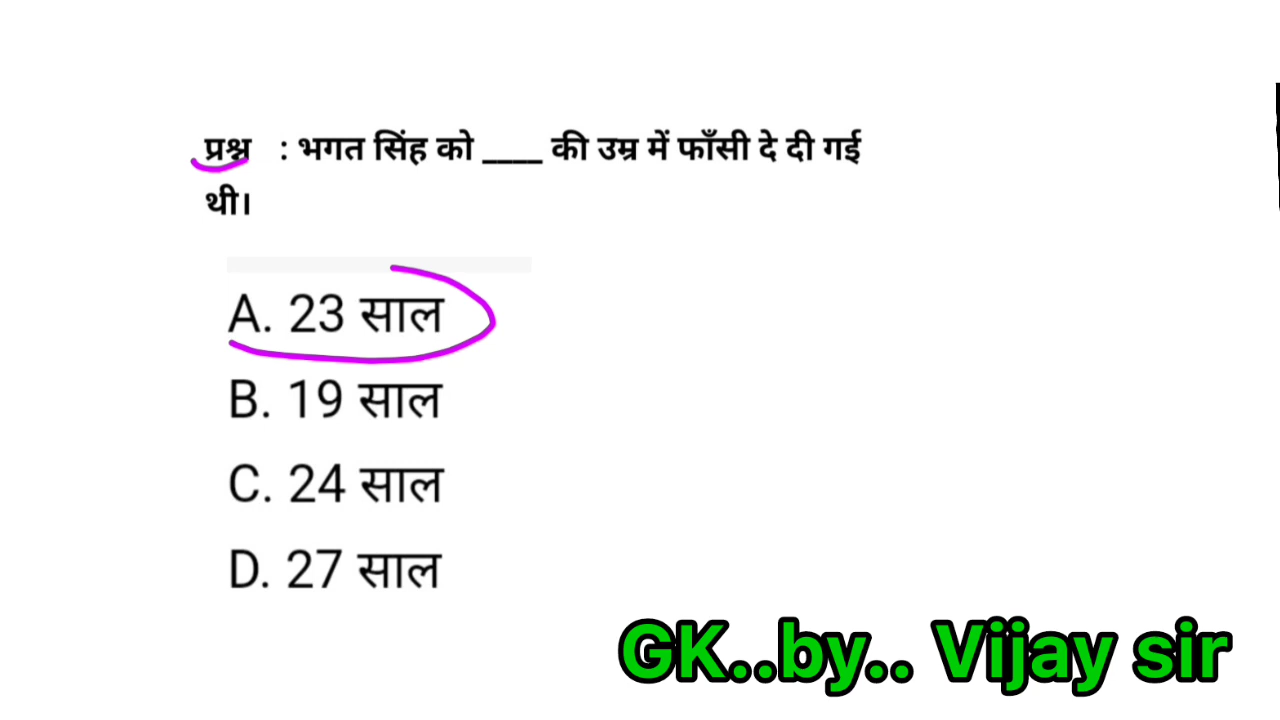 प्रश्न : भगत सिंह को ____ की उम्र में फाँसी दे दी गई
थी।
A. 23 साल
B. 19 साल
C. 24 साल
D. 27 साल
GK..by.. Vijay sir